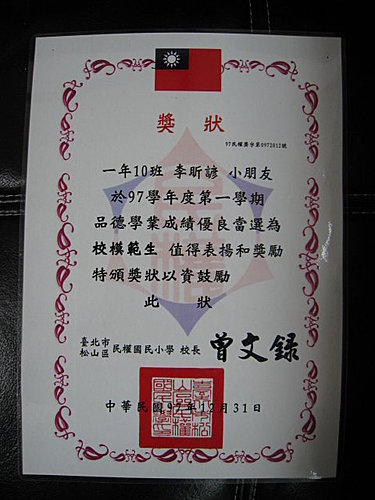 獎狀
97民權獎字第0972012號
一年10班 李昕諺 小朋友
於97學年度第一學期
品德學業成績優良當選為
校模範生 值得表揚和獎勵
特頒獎狀以資鼓勵
此 狀
臺北市
松山區 民權國民小學 校長 曾文録
中華民國97年12月31日